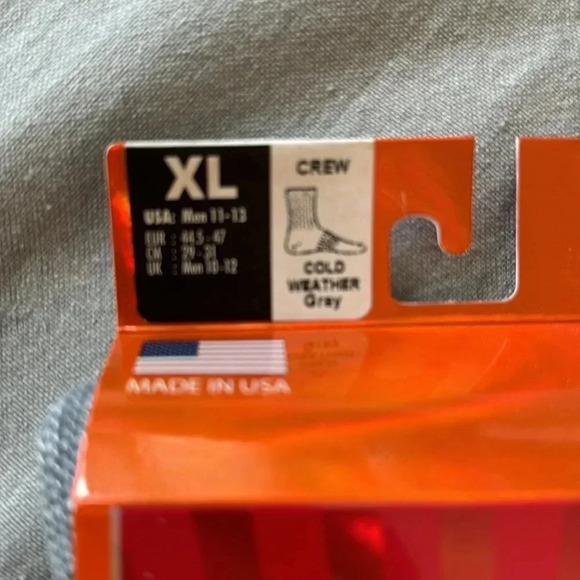 XL
USA: Men 11-13
EUR : 44.5 - 47
CM : 29 - 31
UK : Men 10-12
CREW
COLD
WEATHER
Gray
MADE IN USA